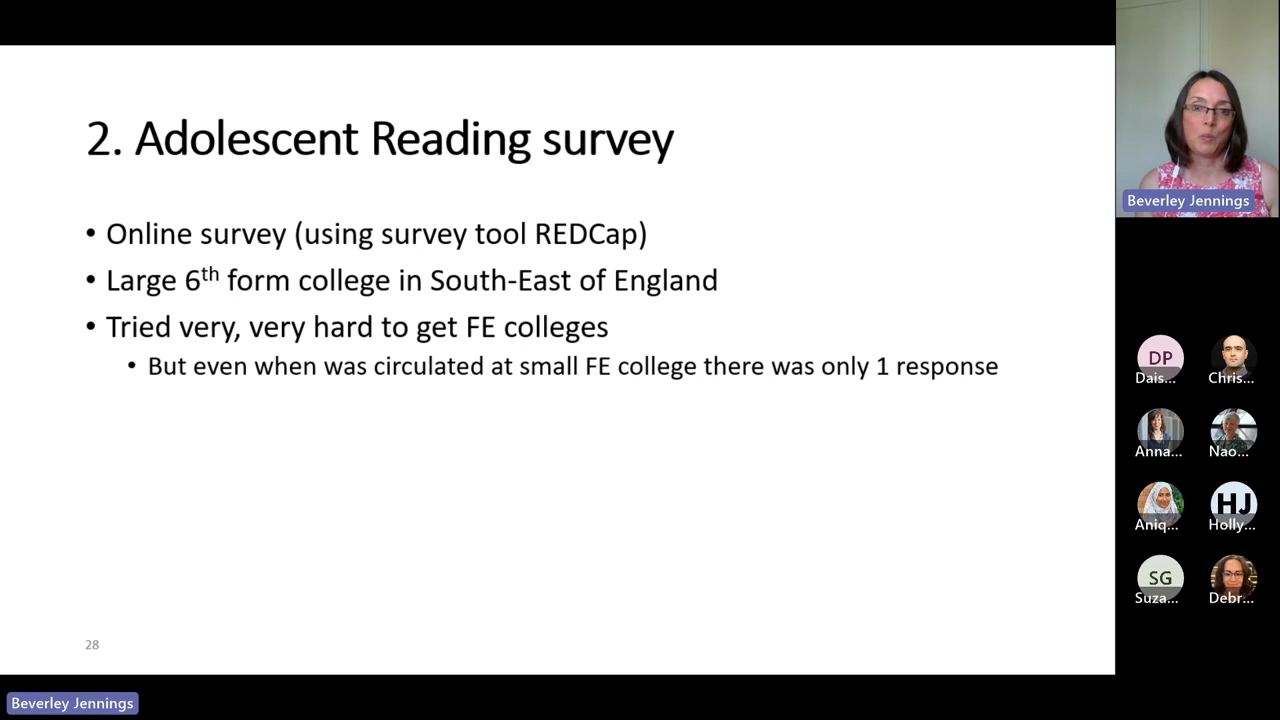 2. Adolescent Reading survey
• Online survey (using survey tool REDCap)
• Large 6th form college in South-East of England
• Tried very, very hard to get FE colleges
• But even when was circulated at small FE college there was only 1 response
28
Beverley Jennings
Beverley Jennings
DP
Dais...
Chris...
Anna...
Nao...
Aniq...
HJ
Holly...
SG
Suza...
Debr...